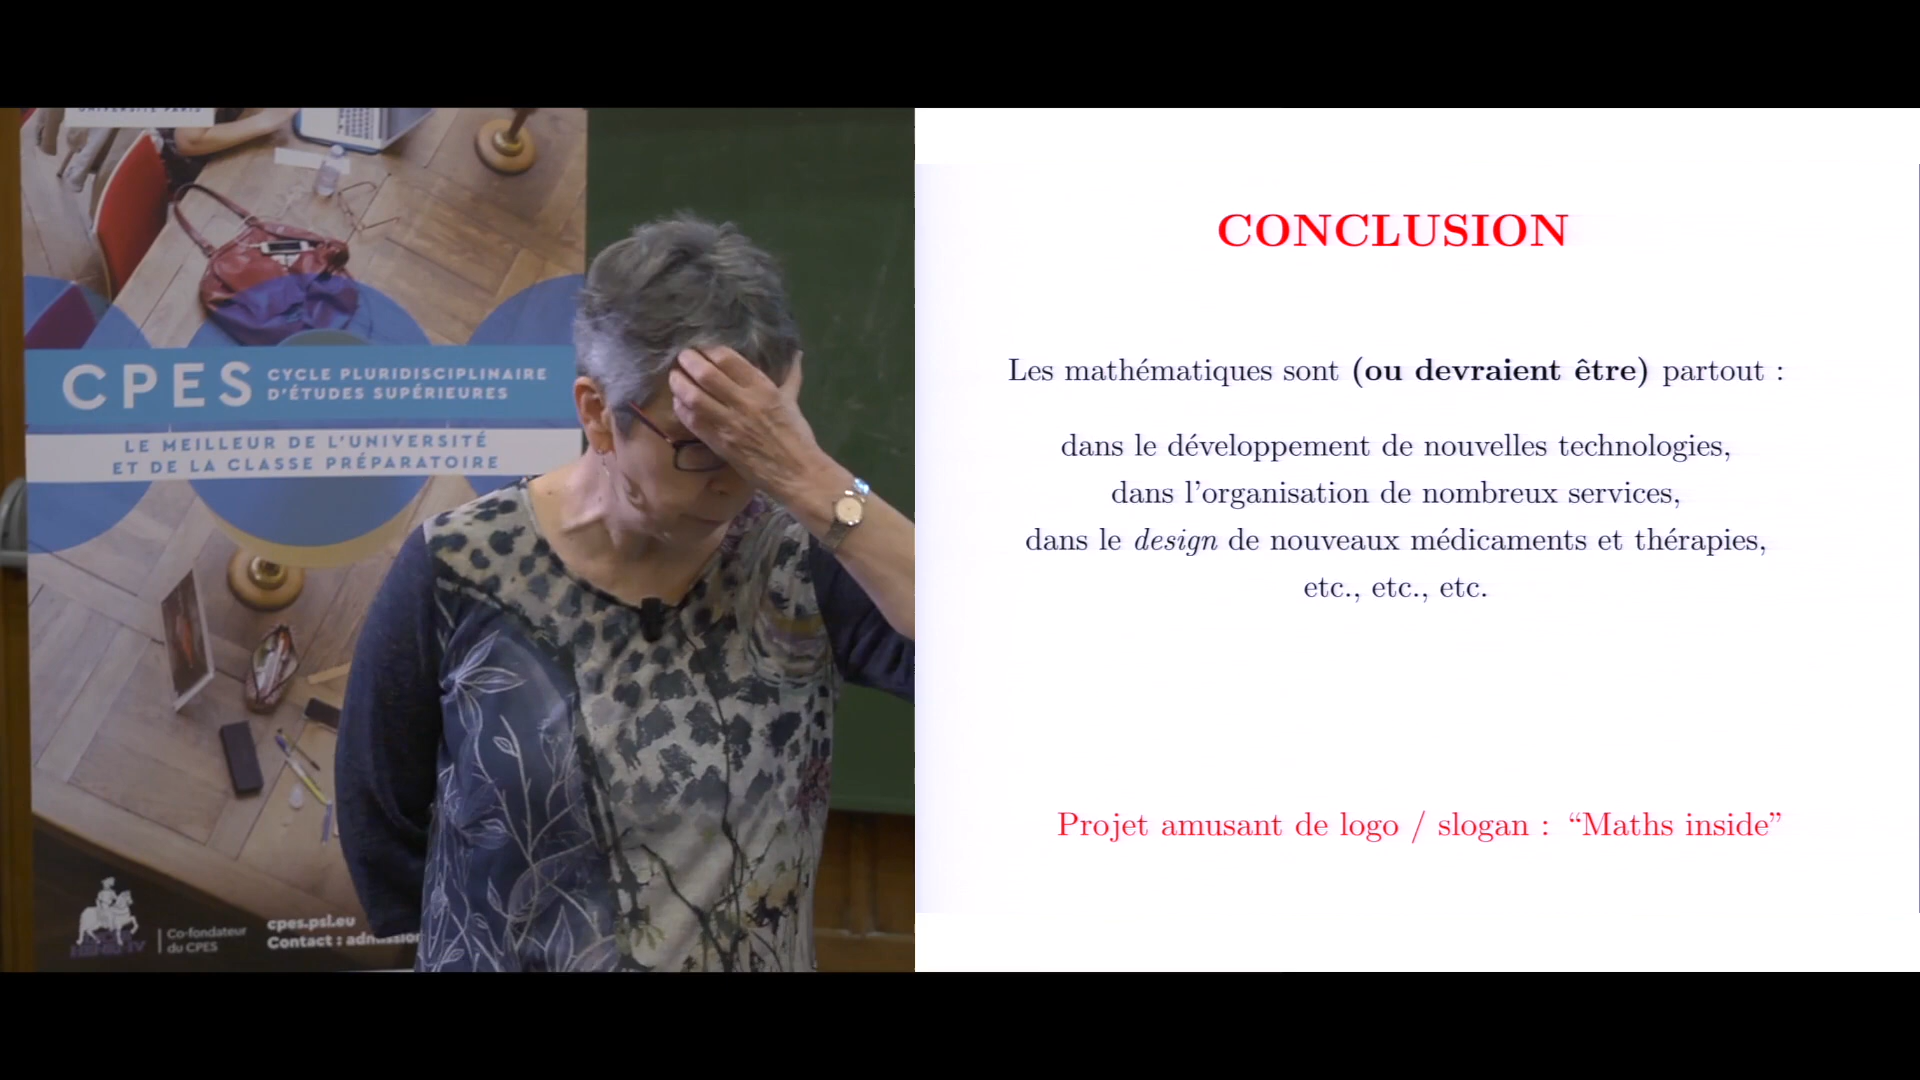 CPES
CYCLE PLURIDISCIPLINAIRE
D'ÉTUDES SUPÉRIEURES
LE MEILLEUR DE L'UNIVERSITÉ
ET DE LA CLASSE PRÉPARATOIRE
Co-fondateur
du CPES
cpes.psl.eu
Contact :
CONCLUSION
Les mathématiques sont (ou devraient être) partout :
dans le développement de nouvelles technologies,
dans l'organisation de nombreux services,
dans le design de nouveaux médicaments et thérapies,
etc., etc., etc.
Projet amusant de logo / slogan : “Maths inside”